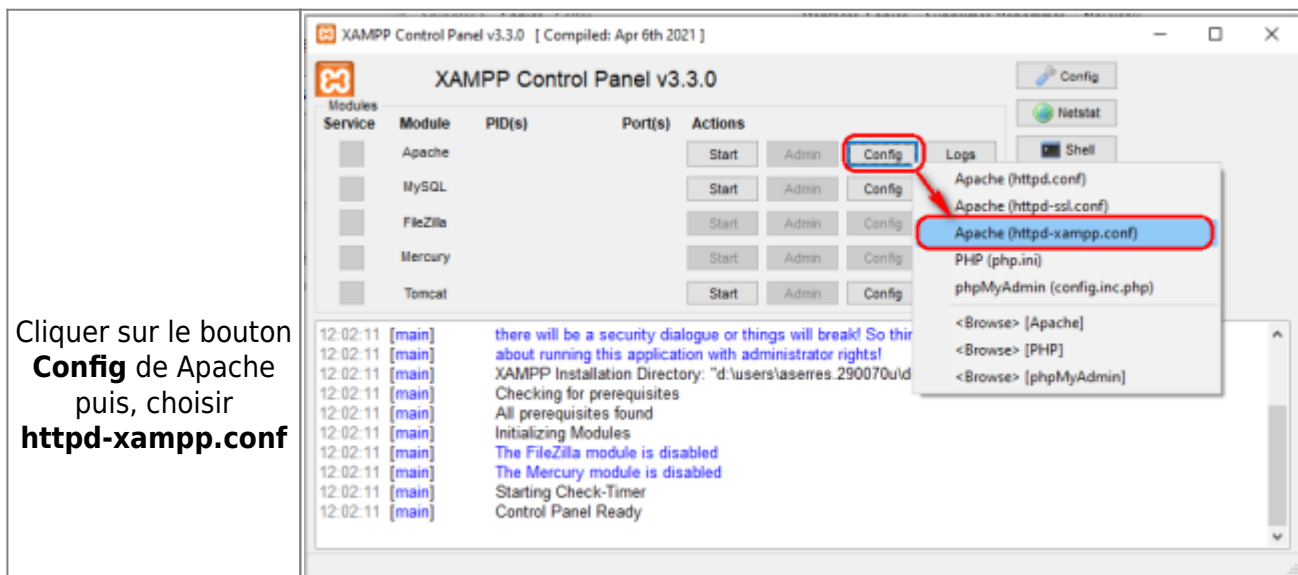 Cliquer sur le bouton
Config de Apache
puis, choisir
httpd-xampp.conf
XAMPP Control Panel v3.3.0 [ Compiled: Apr 6th 2021 ]
XAMPP Control Panel v3.3.0
Config
Netstat
Shell
Modules
Service Module PID(s) Port(s) Actions
Apache Start Admin Config Logs
MySQL Start Admin Config
FileZilla Start Admin Config
Mercury Start Admin Config
Tomcat Start Admin Config
Apache (httpd.conf)
Apache (httpd-ssl.conf)
Apache (httpd-xampp.conf)
PHP (php.ini)
phpMyAdmin (config.inc.php)
<Browse> [Apache]
<Browse> [PHP]
<Browse> [phpMyAdmin]
12:02:11 [main] there will be a security dialogue or things will break! So thin
12:02:11 [main] about running this application with administrator rights!
12:02:11 [main] XAMPP Installation Directory: "d:\users\aserres.290070u\d
12:02:11 [main] Checking for prerequisites
12:02:11 [main] All prerequisites found
12:02:11 [main] Initializing Modules
12:02:11 [main] The FileZilla module is disabled
12:02:11 [main] The Mercury module is disabled
12:02:11 [main] Starting Check-Timer
12:02:11 [main] Control Panel Ready